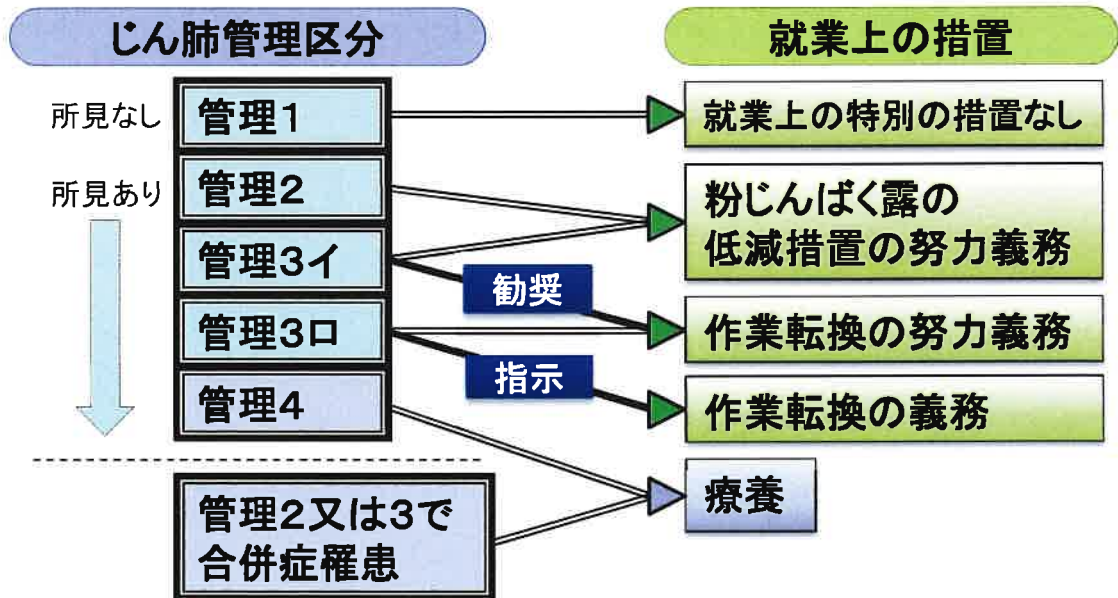 じん肺管理区分
就業上の措置
所見なし
管理1
就業上の特別の措置なし
所見あり
管理2
粉じんばく露の
低減措置の努力義務
管理3イ
勧奨
管理3ロ
作業転換の努力義務
指示
管理4
作業転換の義務
療養
管理2又は3で
合併症罹患